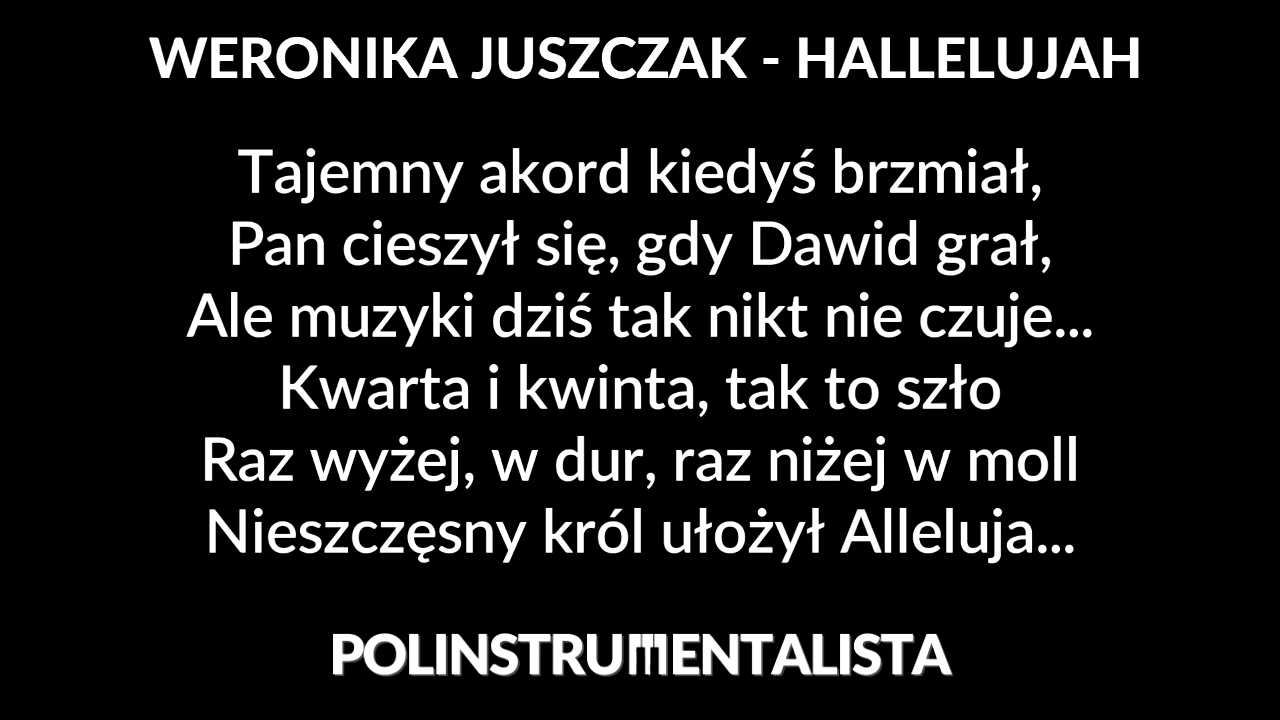 WERONIKA JUSZCZAK - HALLELUJAH
Tajemny akord kiedyś brzmiał,
Pan cieszył się, gdy Dawid grał,
Ale muzyki dziś tak nikt nie czuje...
Kwarta i kwinta, tak to szło
Raz wyżej, w dur, raz niżej w moll
Nieszczęsny król ułożył Alleluja...
POLINSTRUMENTALISTA